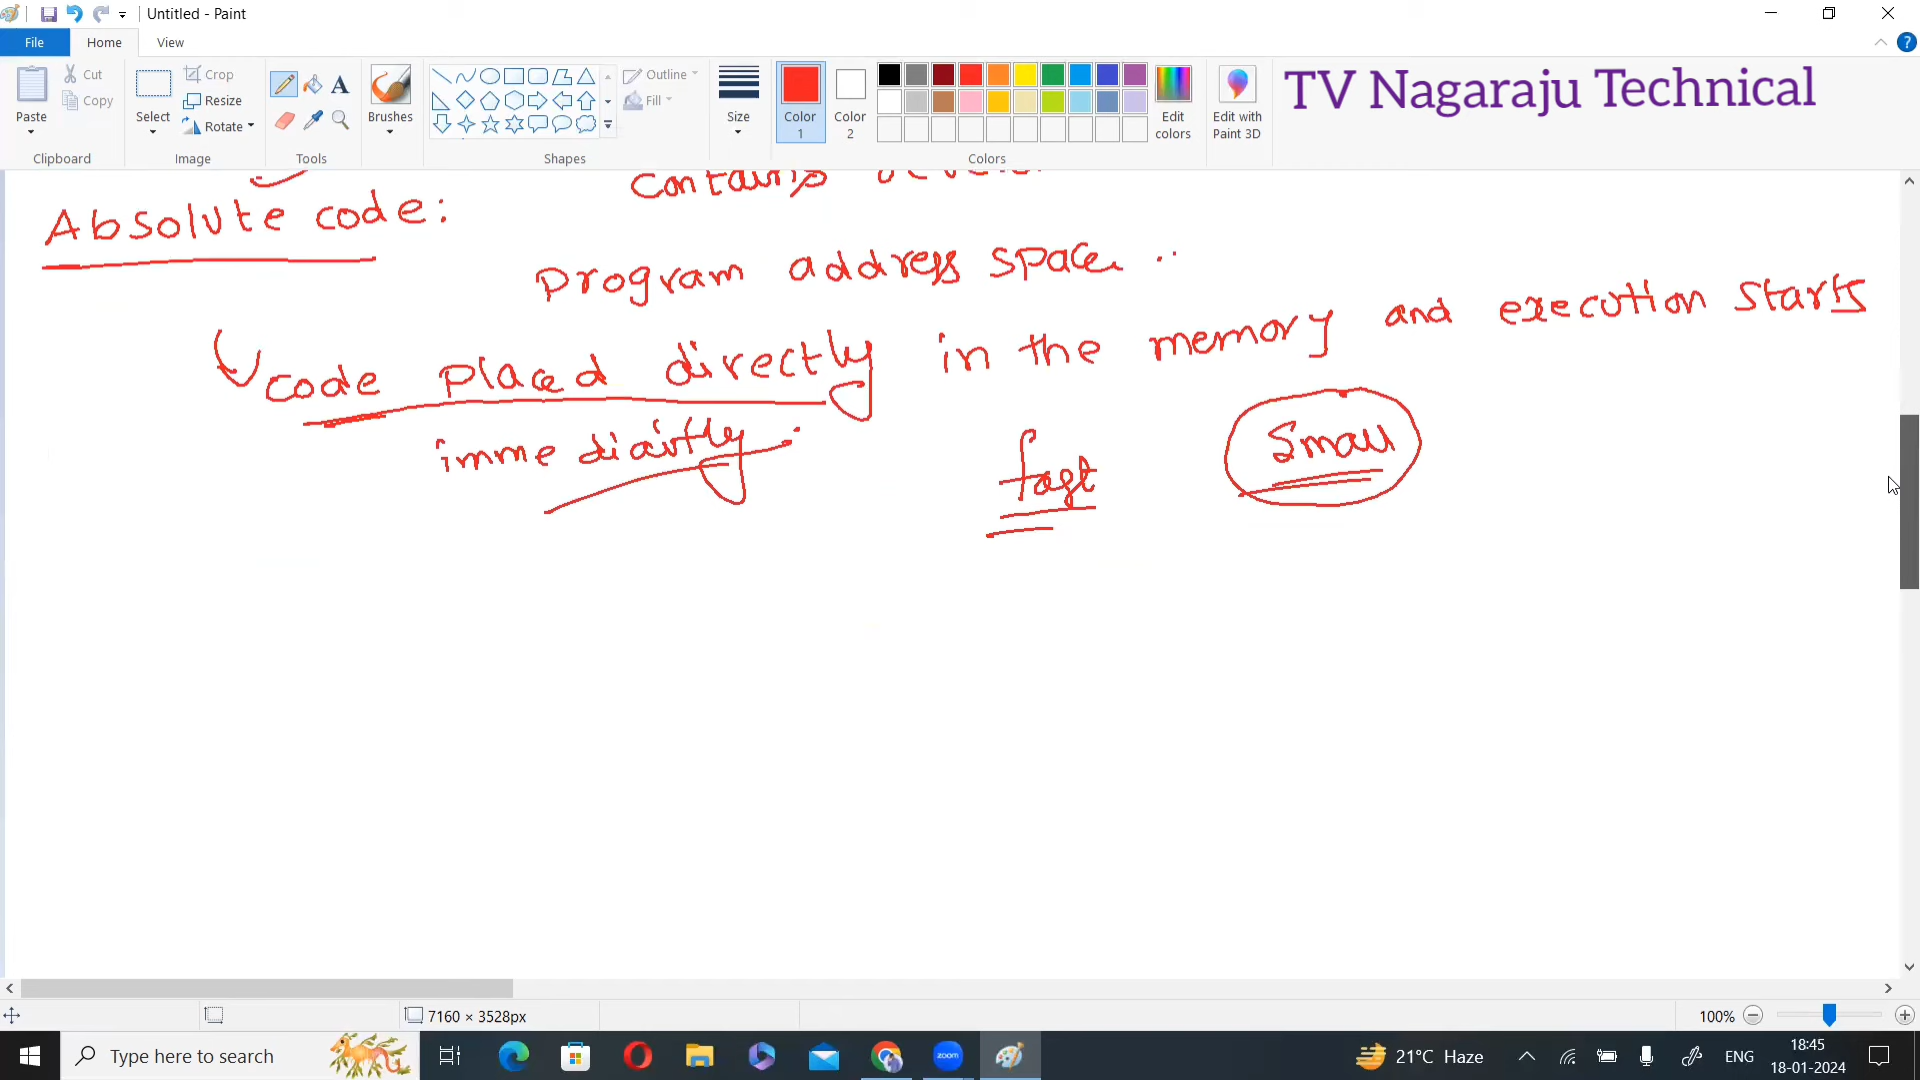 Untitled - Paint
File Home View
Cut
Copy
Paste
Clipboard
Crop
Resize
Rotate
Select
Image
Tools
Brushes
Outline
Fill
Shapes
Size
Color 1
Color 2
Edit colors
Colors
Edit with Paint 3D
TV Nagaraju Technical
contains
Absolute code:
Program address space ..
code placed directly in the memory and execution starts
fast
Small
7160 × 3528px
100%
Type here to search
zoom
21°C Haze
ENG
18:45
18-01-2024